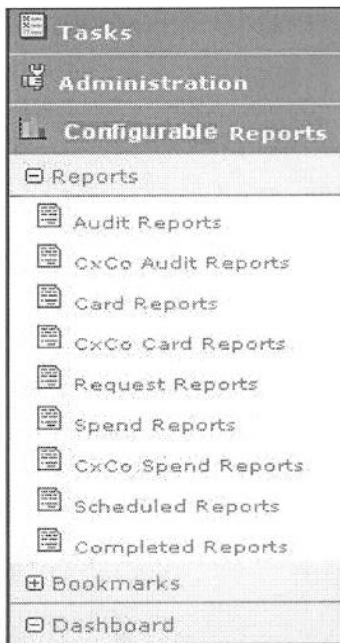 Tasks
Administration
Configurable Reports
Reports
Audit Reports
CxCo Audit Reports
Card Reports
CxCo Card Reports
Request Reports
Spend Reports
CxCo Spend Reports
Scheduled Reports
Completed Reports
Bookmarks
Dashboard